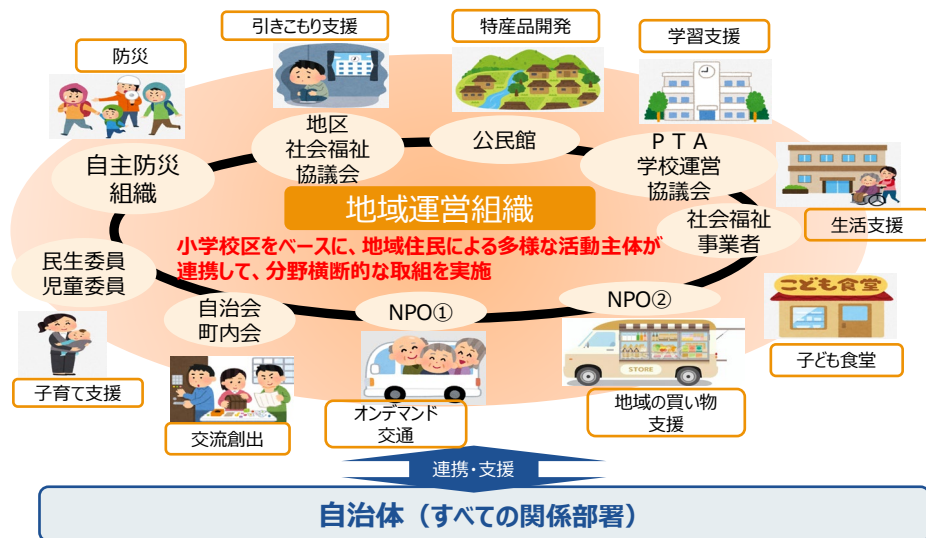 引きこもり支援
特産品開発
学習支援
防災
地区
社会福祉
協議会
公民館
ＰＴＡ
学校運営
協議会
自主防災
組織
地域運営組織
社会福祉
事業者
生活支援
小学校区をベースに、地域住民による多様な活動主体が
連携して、分野横断的な取組を実施
民生委員
児童委員
自治会
町内会
NPO①
NPO②
こども食堂
子ども食堂
STORE
子育て支援
交流創出
オンデマンド
交通
地域の買い物
支援
連携・支援
自治体（すべての関係部署）